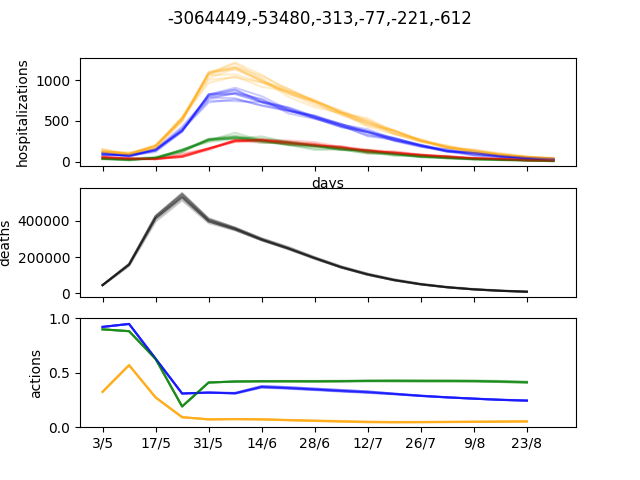 -3064449,-53480,-313,-77,-221,-612
hospitalizations
1000
500
0
days
deaths
400000
200000
0
actions
1.0
0.5
0.0
3/5 17/5 31/5 14/6 28/6 12/7 26/7 9/8 23/8